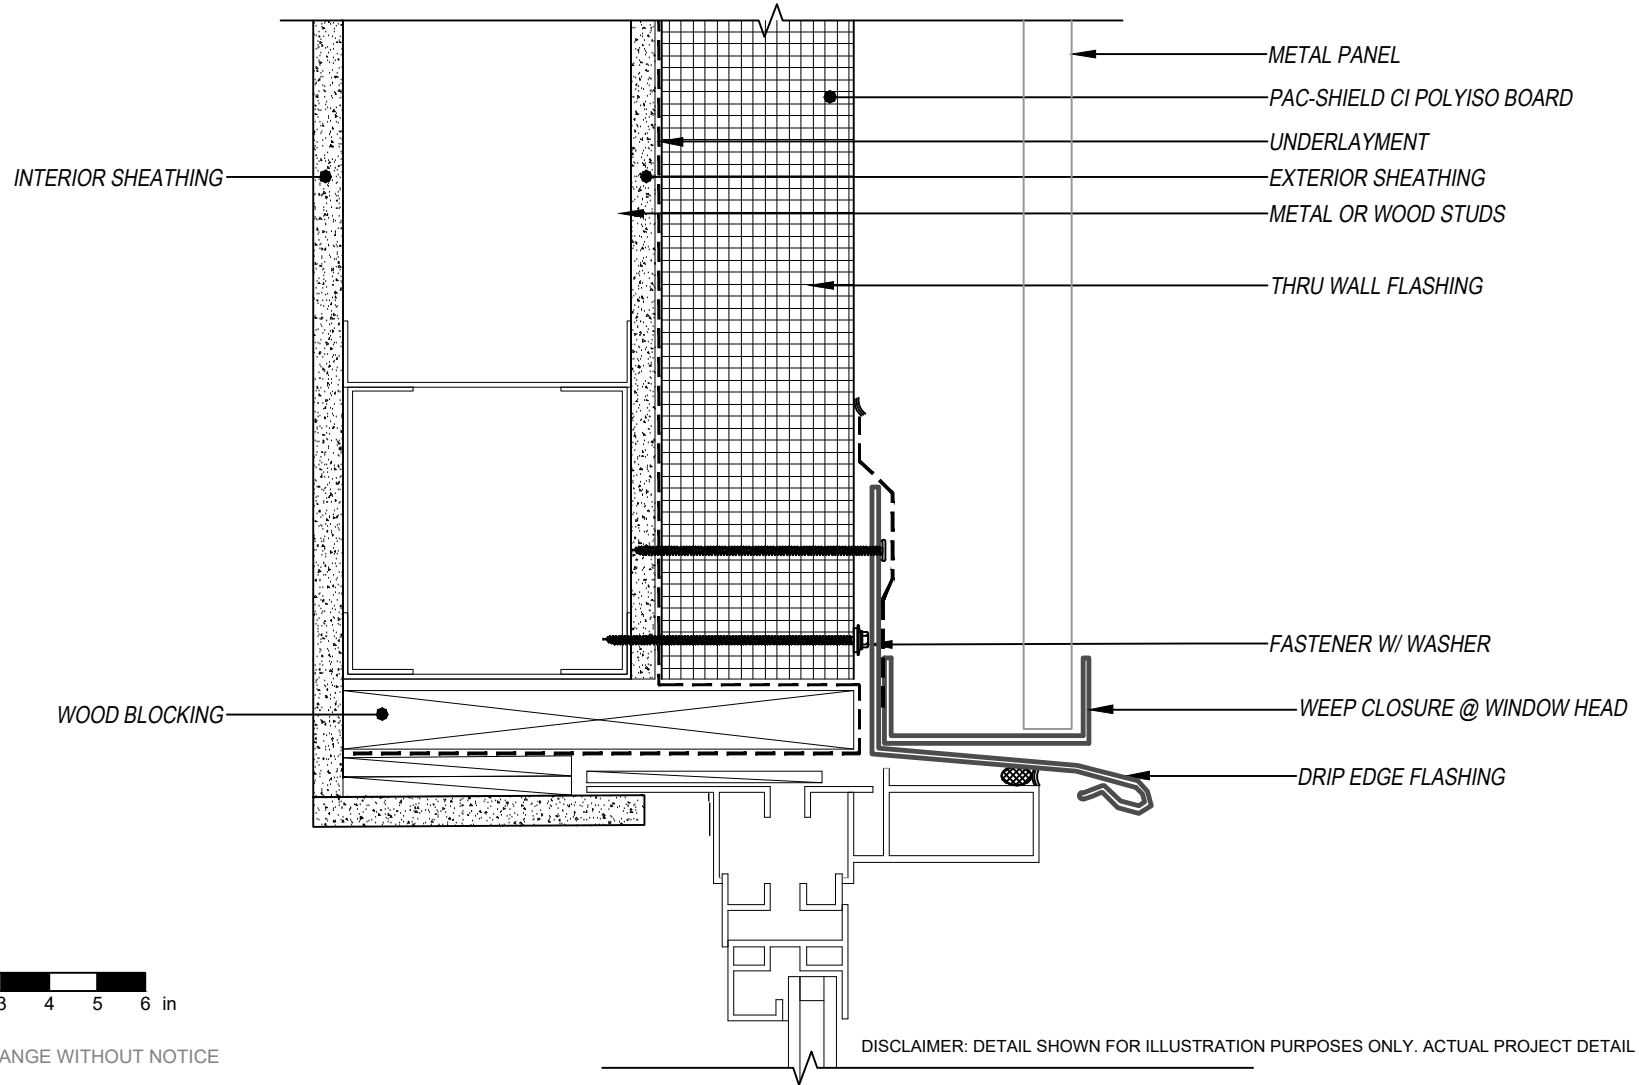 METAL PANEL
PAC-SHIELD CI POLYISO BOARD
UNDERLAYMENT
INTERIOR SHEATHING
EXTERIOR SHEATHING
METAL OR WOOD STUDS
THRU WALL FLASHING
FASTENER W/ WASHER
WOOD BLOCKING
WEEP CLOSURE @ WINDOW HEAD
DRIP EDGE FLASHING
3 4 5 6 in
ANGE WITHOUT NOTICE
DISCLAIMER: DETAIL SHOWN FOR ILLUSTRATION PURPOSES ONLY. ACTUAL PROJECT DETAIL